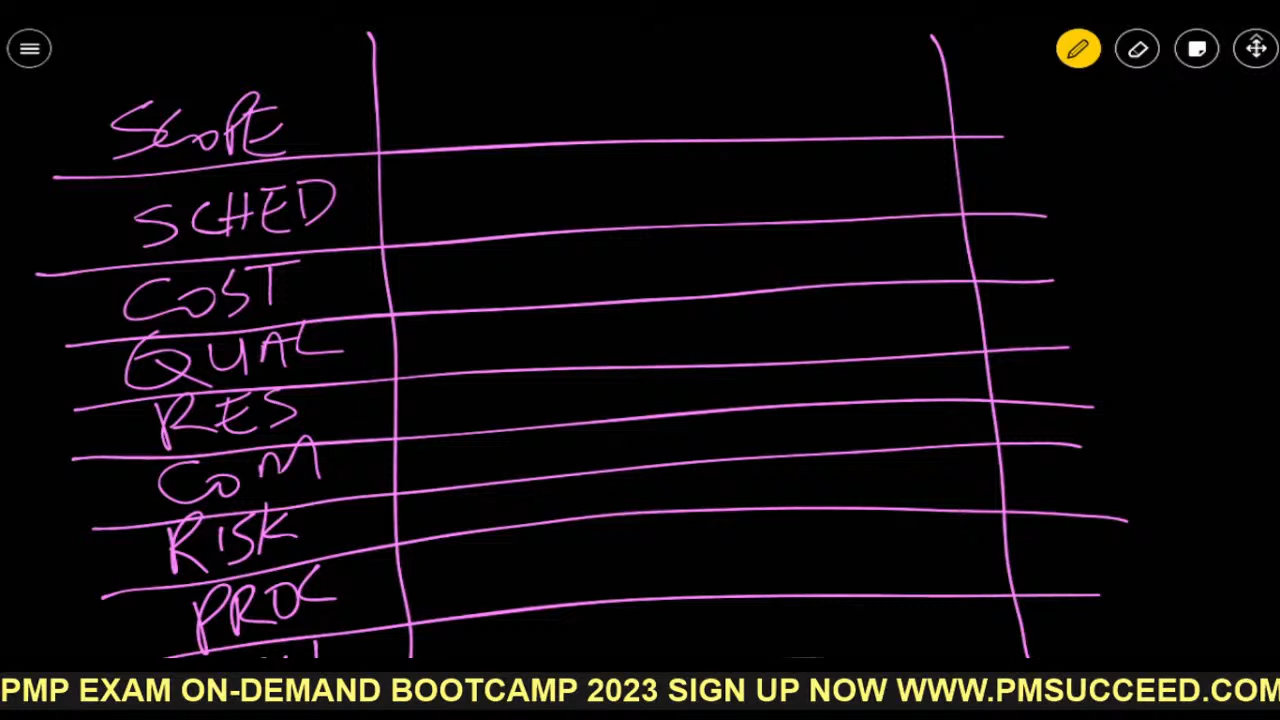 SCOPE
SCHED
COST
QUAL
RES
COM
RISK
PROC
PMP EXAM ON-DEMAND BOOTCAMP 2023 SIGN UP NOW WWW.PMSUCCEED.COM